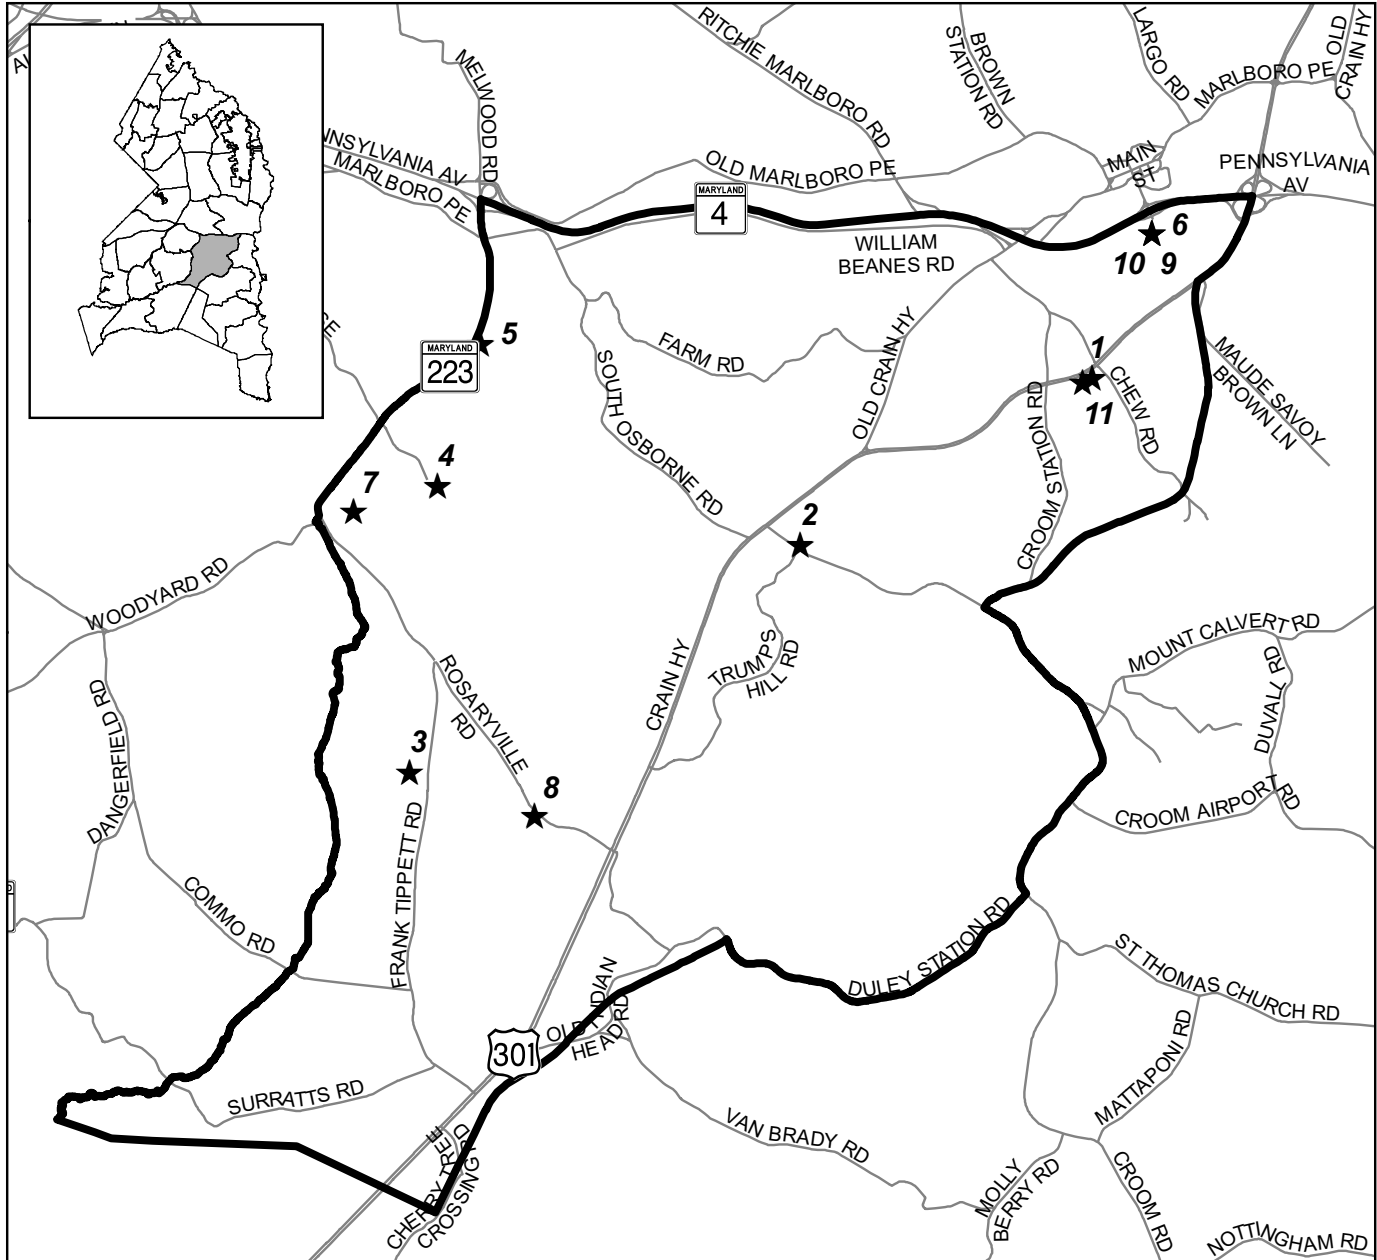 MELWOOD RD
RITCHIE MARLBORO RD
BROWN
STATION RD
LARGO RD
MARLBORO PE
OLD
CRAIN HY
NNSYLVANIA AV
MARLBORO PE
OLD MARLBORO PE
MAIN
ST
PENNSYLVANIA
AV
MARYLAND
4
WILLIAM
BEANES RD
6
10 9
5
MARYLAND
223
FARM RD
OLD CRAIN HY
1
11
CHEW RD
MAUDE SAVOY
BROWN LN
SOUTH OSBORNE RD
CROOM STATION RD
4
7
2
WOODYARD RD
TRUMPS
HILL RD
CRAIN HY
MOUNT CALVERT RD
DUVALL RD
DANGERFIELD RD
ROSARYVILLE
RD
3
8
FRANK TIPPETT RD
CROOM AIRPORT RD
COMMO RD
DULEY STATION RD
ST THOMAS CHURCH RD
OLD INDIAN
HEAD RD
301
MATTAPONI RD
SURRATTS RD
VAN BRADY RD
CHERRY TREE
CROSSING RD
MOLLY
BERRY RD
CROOM RD
NOTTINGHAM RD